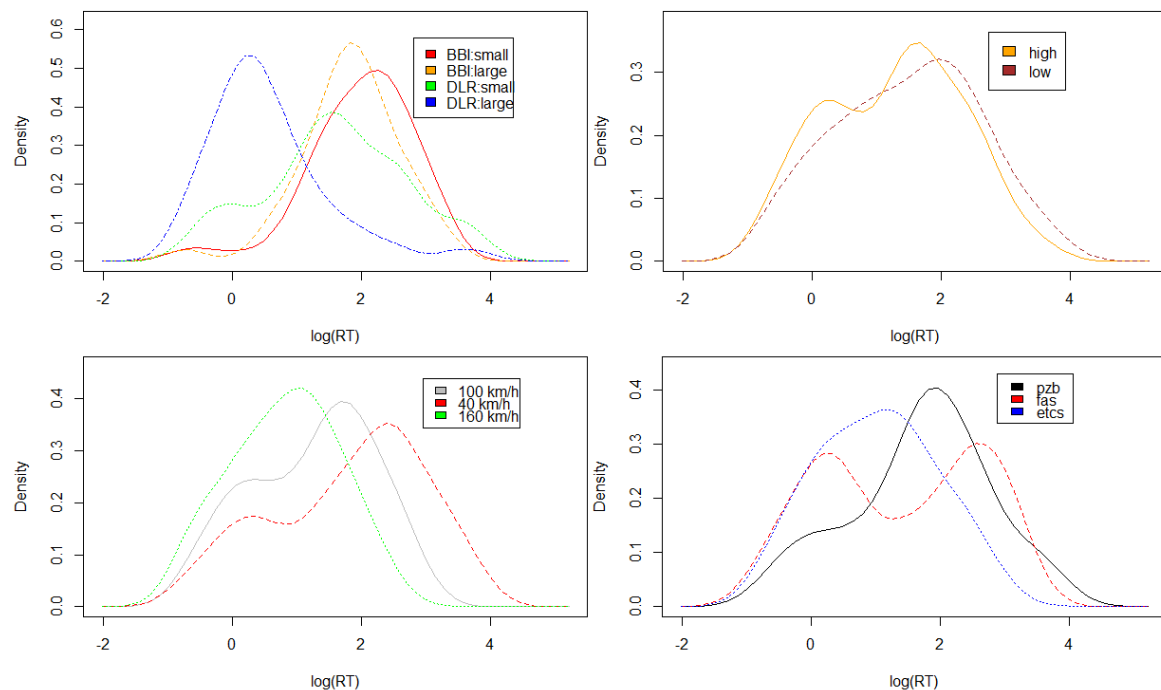 Density
0.0 0.1 0.2 0.3 0.4 0.5 0.6
BBI:small
BBI:large
DLR:small
DLR:large
-2 0 2 4
log(RT)
Density
0.0 0.1 0.3
high
low
-2 0 2 4
log(RT)
Density
0.0 0.1 0.2 0.3 0.4
100 km/h
40 km/h
160 km/h
-2 0 2 4
log(RT)
Density
0.0 0.1 0.2 0.3 0.4
pzb
fas
etcs
-2 0 2 4
log(RT)